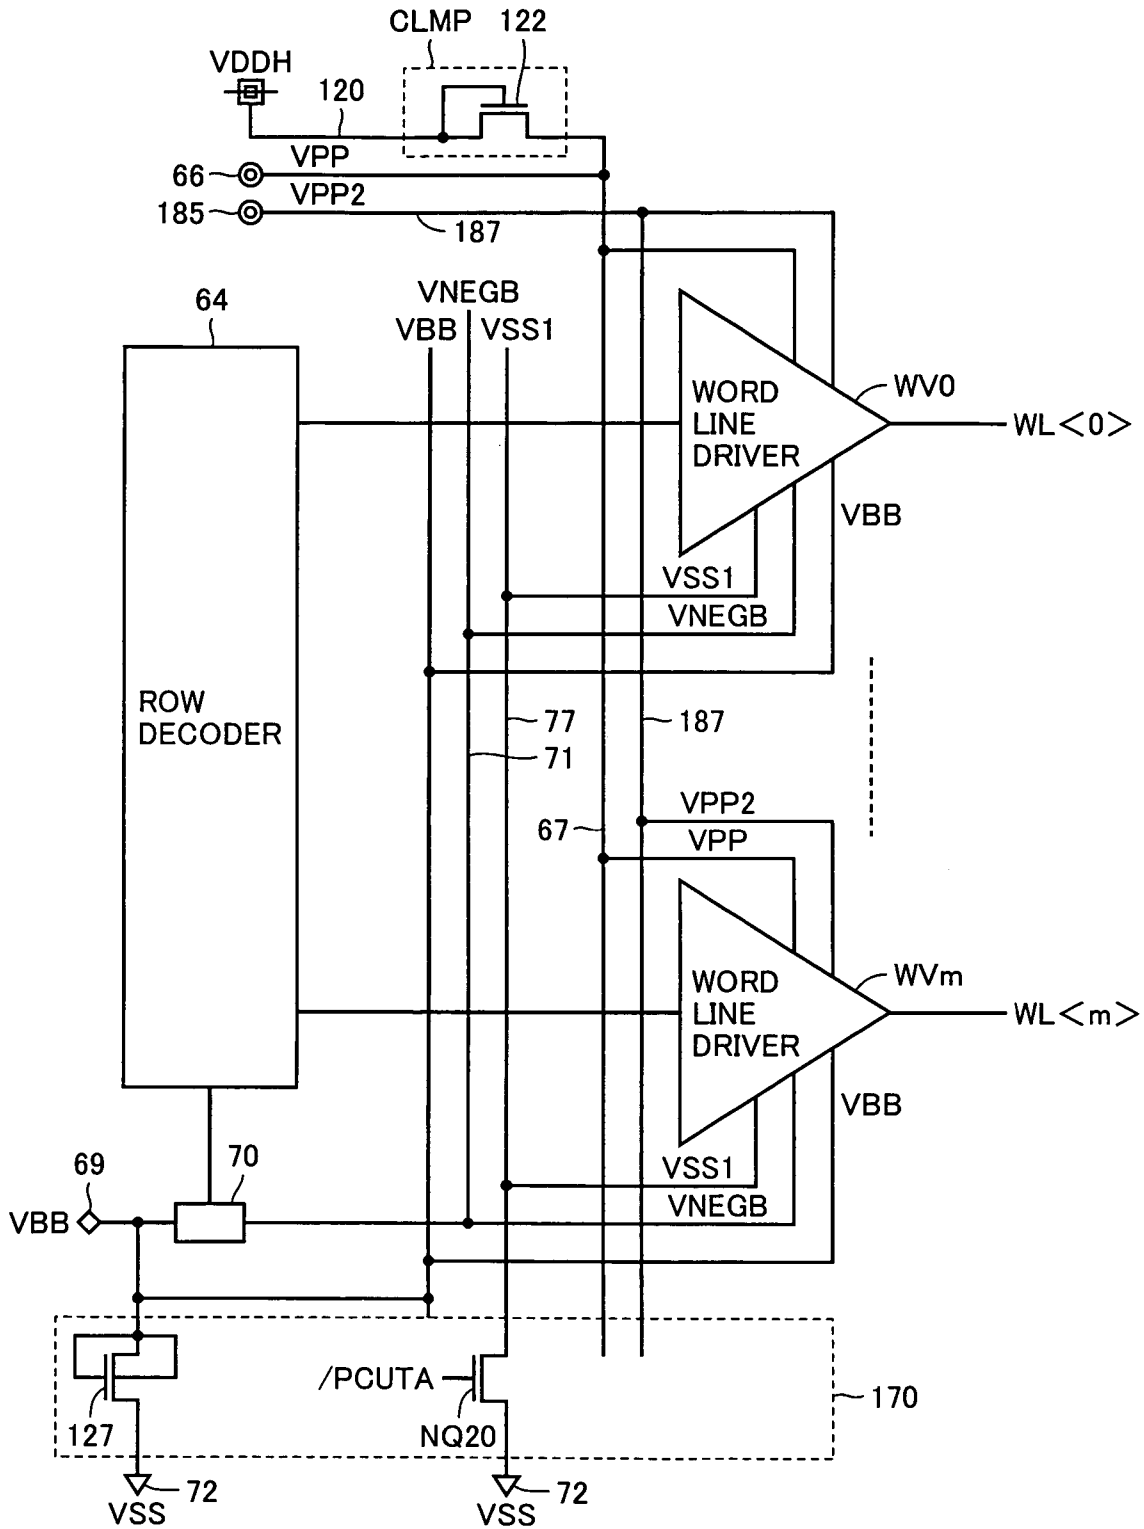 CLMP
122
VDDH
120
VPP
66
VPP2
185
187
VNEGB
64
VBB
VSS1
WORD
LINE
DRIVER
WV0
WL<0>
VBB
VSS1
VNEGB
ROW
DECODER
77
187
71
VPP2
67
VPP
WORD
LINE
DRIVER
WVm
WL<m>
VBB
69
70
VSS1
VNEGB
VBB
/PCUTA
170
127
NQ20
72
72
VSS
VSS